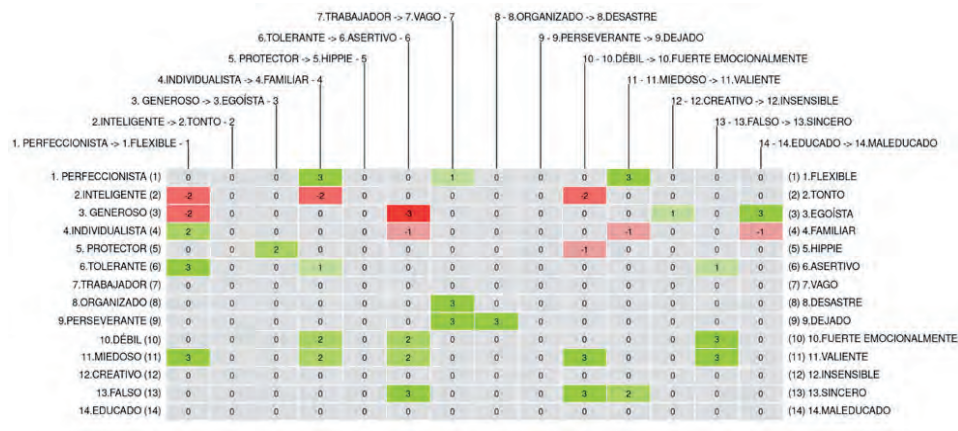 7.TRABAJADOR -> 7.VAGO - 7
8 - 8.ORGANIZADO -> 8.DESASTRE
6.TOLERANTE -> 6.ASERTIVO - 6
9 - 9.PERSEVERANTE -> 9.DEJADO
5. PROTECTOR -> 5.HIPPIE - 5
10 - 10.DÉBIL -> 10.FUERTE EMOCIONALMENTE
4.INDIVIDUALISTA -> 4.FAMILIAR - 4
11 - 11.MIEDOSO -> 11.VALIENTE
3. GENEROSO -> 3.EGOÍSTA - 3
12 - 12.CREATIVO -> 12.INSENSIBLE
2.INTELIGENTE -> 2.TONTO - 2
13 - 13.FALSO -> 13.SINCERO
1. PERFECCIONISTA -> 1.FLEXIBLE - 1
14 - 14.EDUCADO -> 14.MALEDUCADO
1. PERFECCIONISTA (1) 0 0 0 3 0 0 1 0 0 0 3 0 0 0 (1) 1.FLEXIBLE
2.INTELIGENTE (2) -2 0 0 -2 0 0 0 0 0 -2 0 0 0 0 (2) 2.TONTO
3. GENEROSO (3) -2 0 0 0 0 -3 0 0 0 0 0 1 0 3 (3) 3.EGOÍSTA
4.INDIVIDUALISTA (4) 2 0 0 0 0 -1 0 0 0 0 -1 0 0 -1 (4) 4.FAMILIAR
5. PROTECTOR (5) 0 0 2 0 0 0 0 0 0 -1 0 0 0 0 (5) 5.HIPPIE
6.TOLERANTE (6) 3 0 0 1 0 0 0 0 0 0 0 0 1 0 (6) 6.ASERTIVO
7.TRABAJADOR (7) 0 0 0 0 0 0 0 0 0 0 0 0 0 0 (7) 7.VAGO
8.ORGANIZADO (8) 0 0 0 0 0 0 3 0 0 0 0 0 0 0 (8) 8.DESASTRE
9.PERSEVERANTE (9) 0 0 0 0 0 0 3 3 0 0 0 0 0 0 (9) 9.DEJADO
10.DÉBIL (10) 0 0 0 2 0 2 0 0 0 0 0 0 3 0 (10) 10.FUERTE EMOCIONALMENTE
11.MIEDOSO (11) 3 0 0 2 0 2 0 0 0 3 0 0 3 0 (11) 11.VALIENTE
12.CREATIVO (12) 0 0 0 0 0 0 0 0 0 0 0 0 0 0 (12) 12.INSENSIBLE
13.FALSO (13) 0 0 0 0 0 3 0 0 0 3 2 0 0 0 (13) 13.SINCERO
14.EDUCADO (14) 0 0 0 0 0 0 0 0 0 0 0 0 0 0 (14) 14.MALEDUCADO